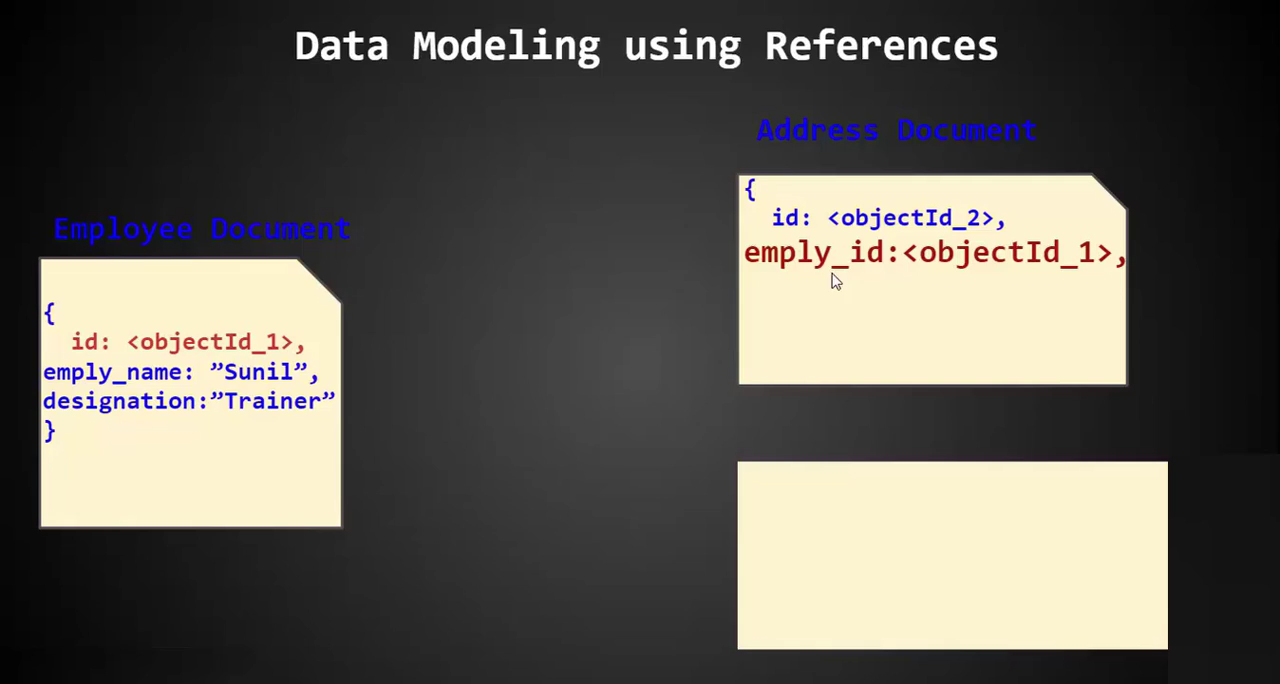 Data Modeling using References
Employee Document
{
id: <objectId_1>,
emply_name: ”Sunil”,
designation:”Trainer”
}
Address Document
{
id: <objectId_2>,
emply_id:<objectId_1>,